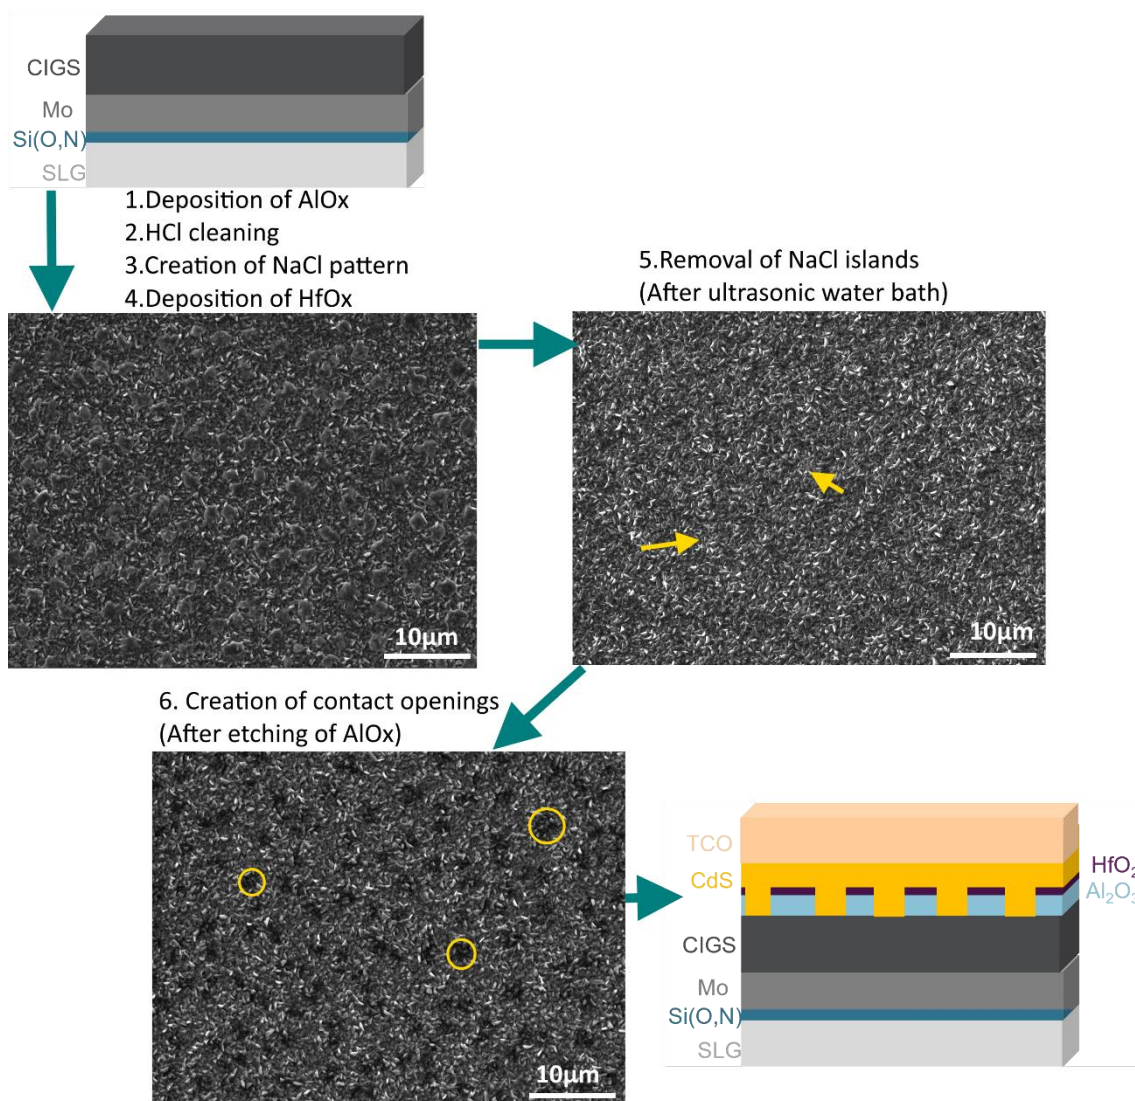 CIGS
Mo
Si(O,N)
SLG
1.Deposition of AlOx
2.HCl cleaning
3.Creation of NaCl pattern
4.Deposition of HfOx
5.Removal of NaCl islands
(After ultrasonic water bath)
10μm
10μm
6. Creation of contact openings
(After etching of AlOx)
10μm
TCO
CdS
HfO₂
Al₂O₃
CIGS
Mo
Si(O,N)
SLG